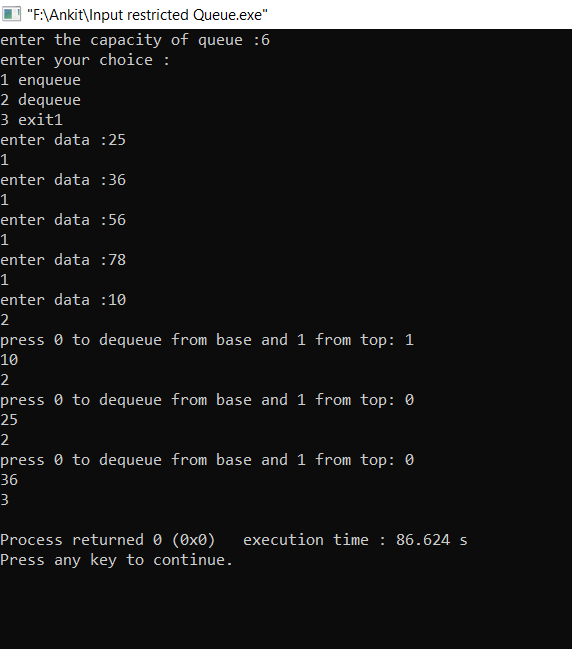 "F:\Ankit\Input restricted Queue.exe"
enter the capacity of queue :6
enter your choice :
1 enqueue
2 dequeue
3 exit1
enter data :25
1
enter data :36
1
enter data :56
1
enter data :78
1
enter data :10
2
press 0 to dequeue from base and 1 from top: 1
10
2
press 0 to dequeue from base and 1 from top: 0
25
2
press 0 to dequeue from base and 1 from top: 0
36
3
Process returned 0 (0x0)   execution time : 86.624 s
Press any key to continue.